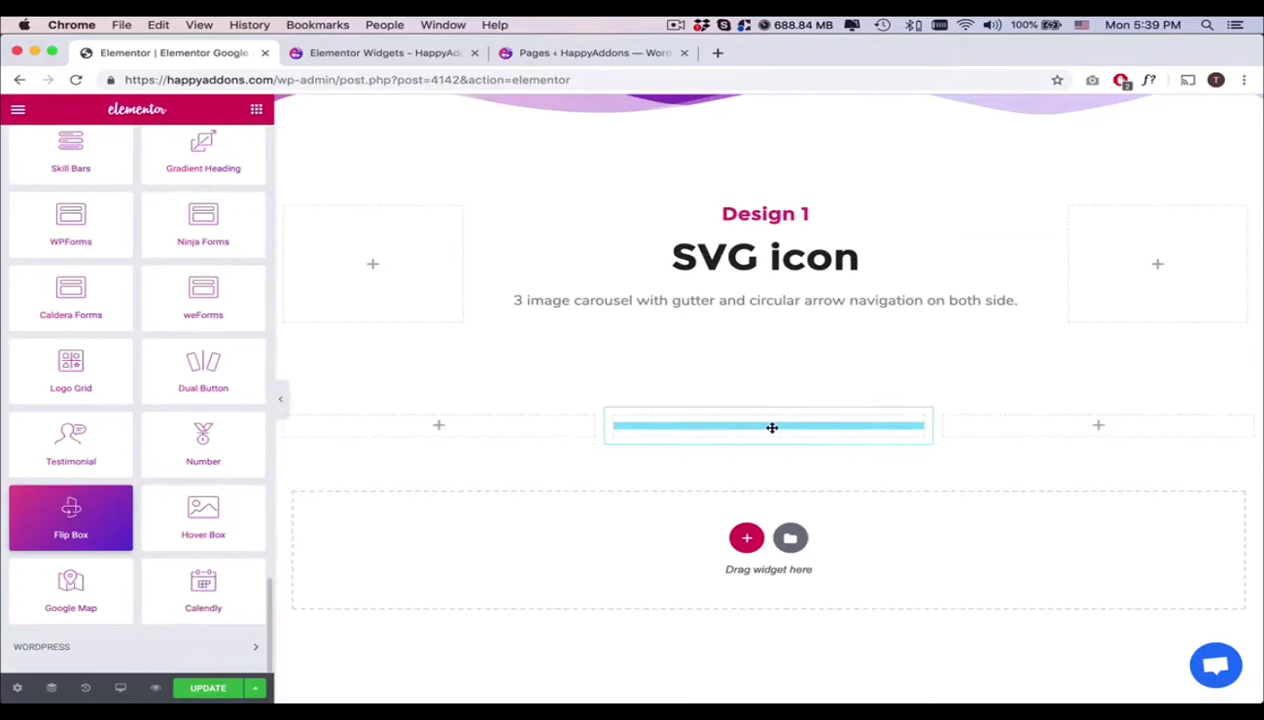 Chrome File Edit View History Bookmarks People Window Help 688.84 MB 100% Mon 5:39 PM
Elementor | Elementor Google Elementor Widgets - HappyAd Pages ‹ HappyAddons — Word
https://happyaddons.com/wp-admin/post.php?post=4142&action=elementor
elementor
Skill Bars Gradient Heading
WPForms Ninja Forms
Caldera Forms weForms
Logo Grid Dual Button
Testimonial Number
Flip Box Hover Box
Google Map Calendly
WORDPRESS
UPDATE
Design 1
SVG icon
3 image carousel with gutter and circular arrow navigation on both side.
Drag widget here